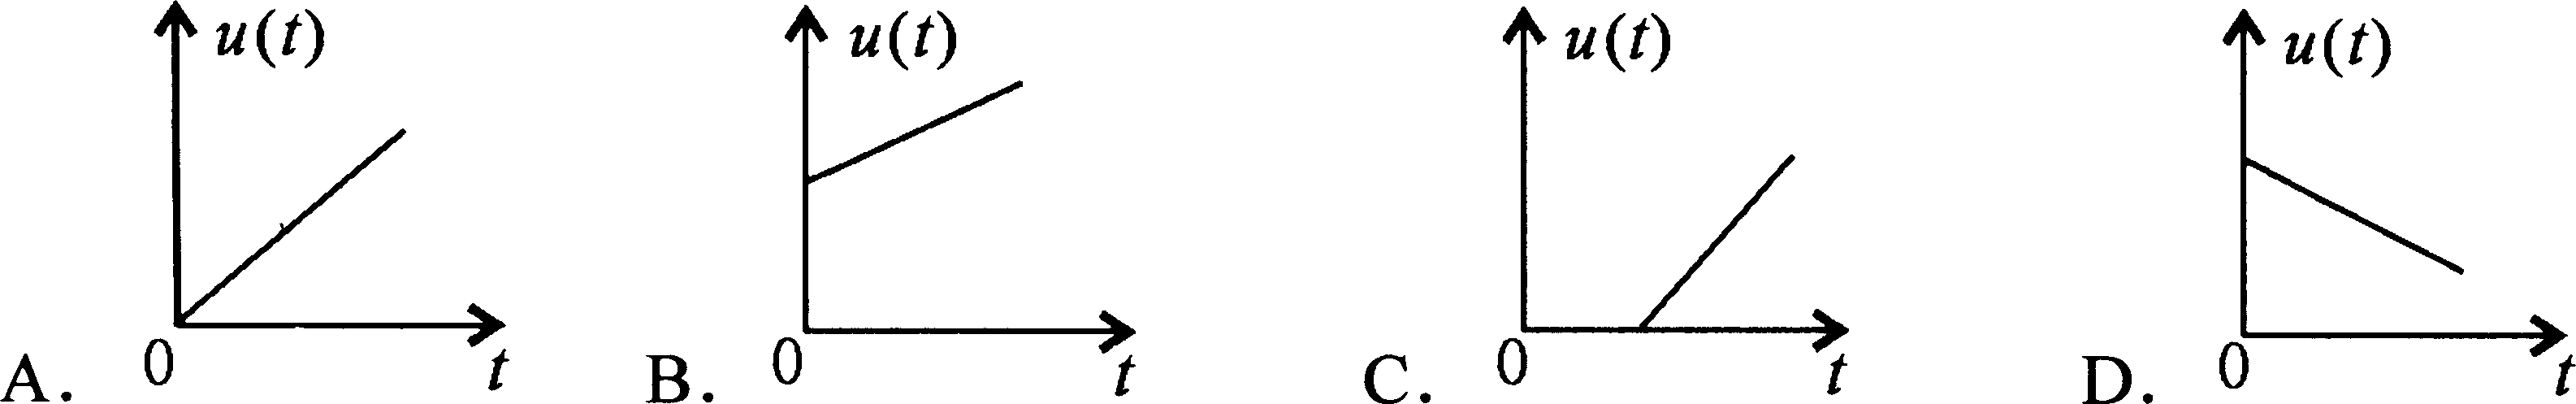 u(t) u(t) u(t) u(t)
A. 0 t B. 0 t C. 0 t D. 0 t